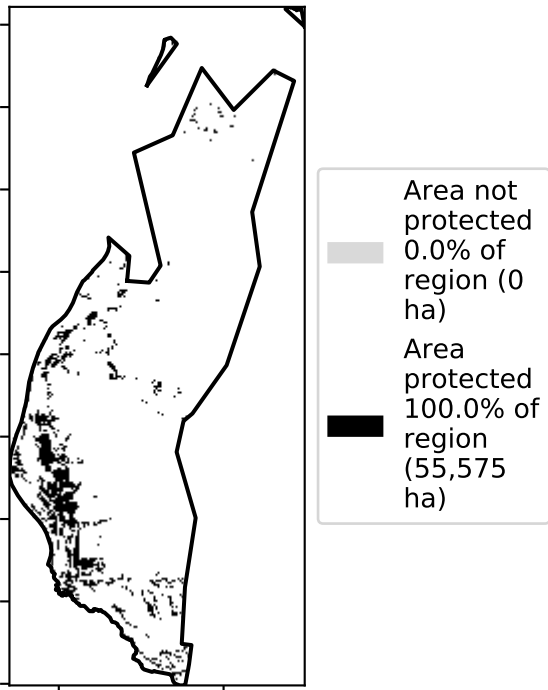 Area not
protected
0.0% of
region (0
ha)
Area
protected
100.0% of
region
(55,575
ha)